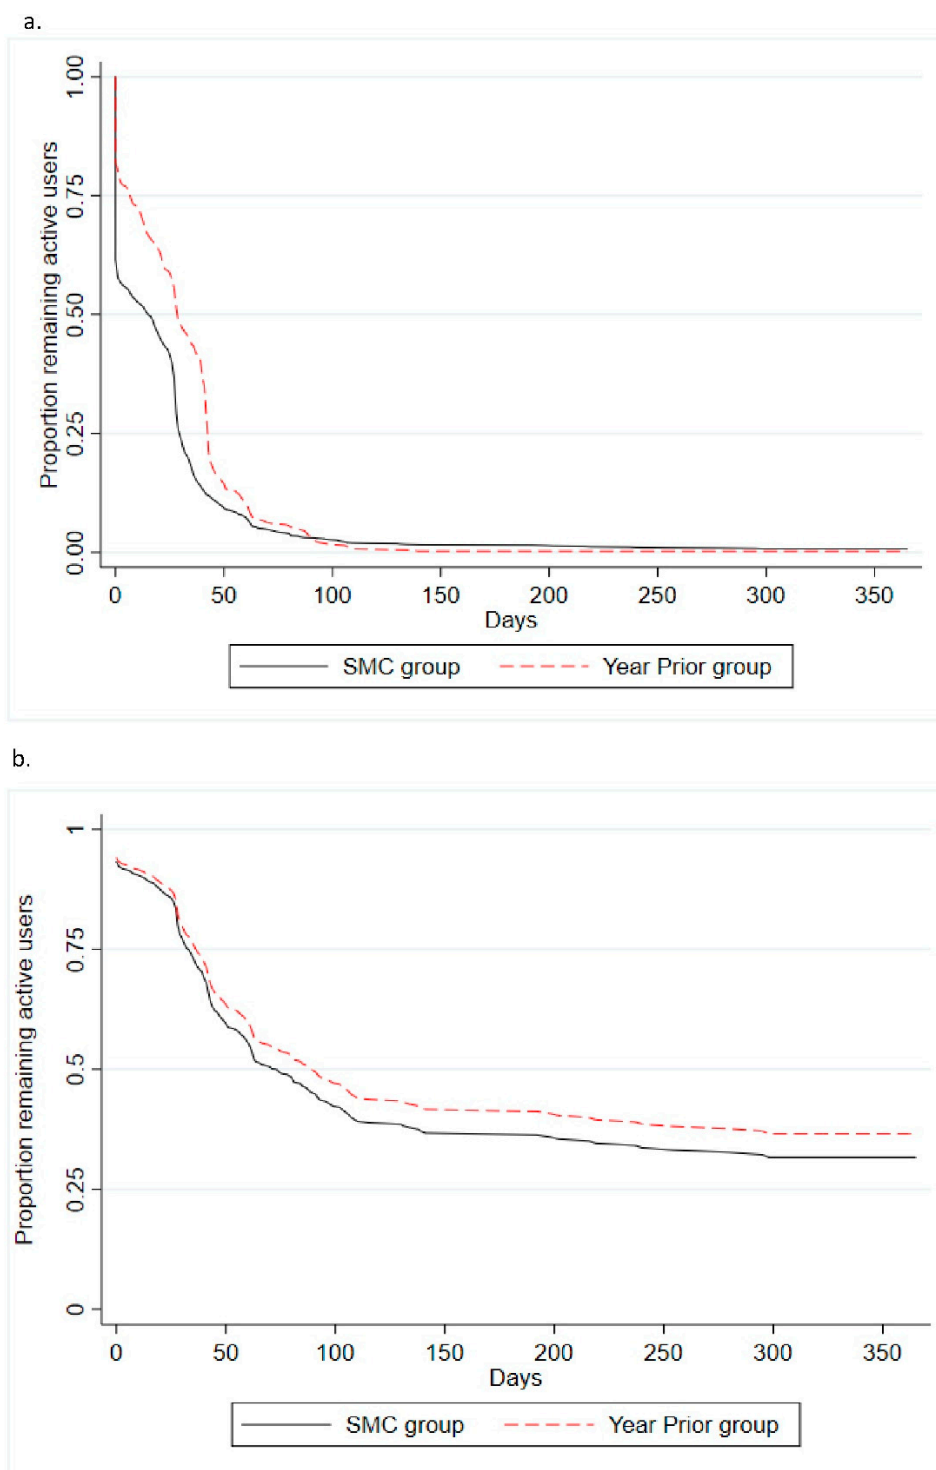 a.
Proportion remaining active users
1.00
0.75
0.50
0.25
0.00
0 50 100 150 200 250 300 350
Days
SMC group Year Prior group
b.
Proportion remaining active users
1
0.75
0.5
0.25
0
0 50 100 150 200 250 300 350
Days
SMC group Year Prior group